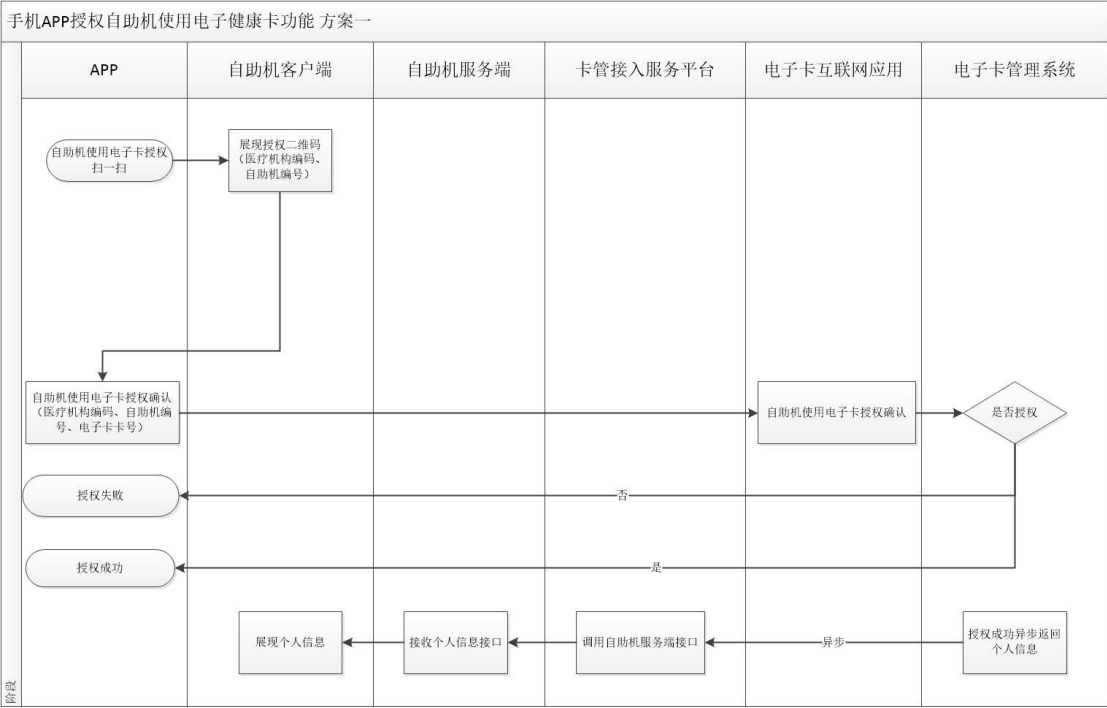 手机APP授权自助机使用电子健康卡功能 方案一
APP
自助机客户端
自助机服务端
卡管接入服务平台
电子卡互联网应用
电子卡管理系统
自助机使用电子卡授权
扫一扫
展现授权二维码
（医疗机构编码、
自助机编号）
自助机使用电子卡授权确认
（医疗机构编码、自助机编
号、电子卡卡号）
自助机使用电子卡授权确认
是否授权
授权失败
否
授权成功
是
展现个人信息
接收个人信息接口
调用自助机服务端接口
异步
授权成功异步返回
个人信息
阶段